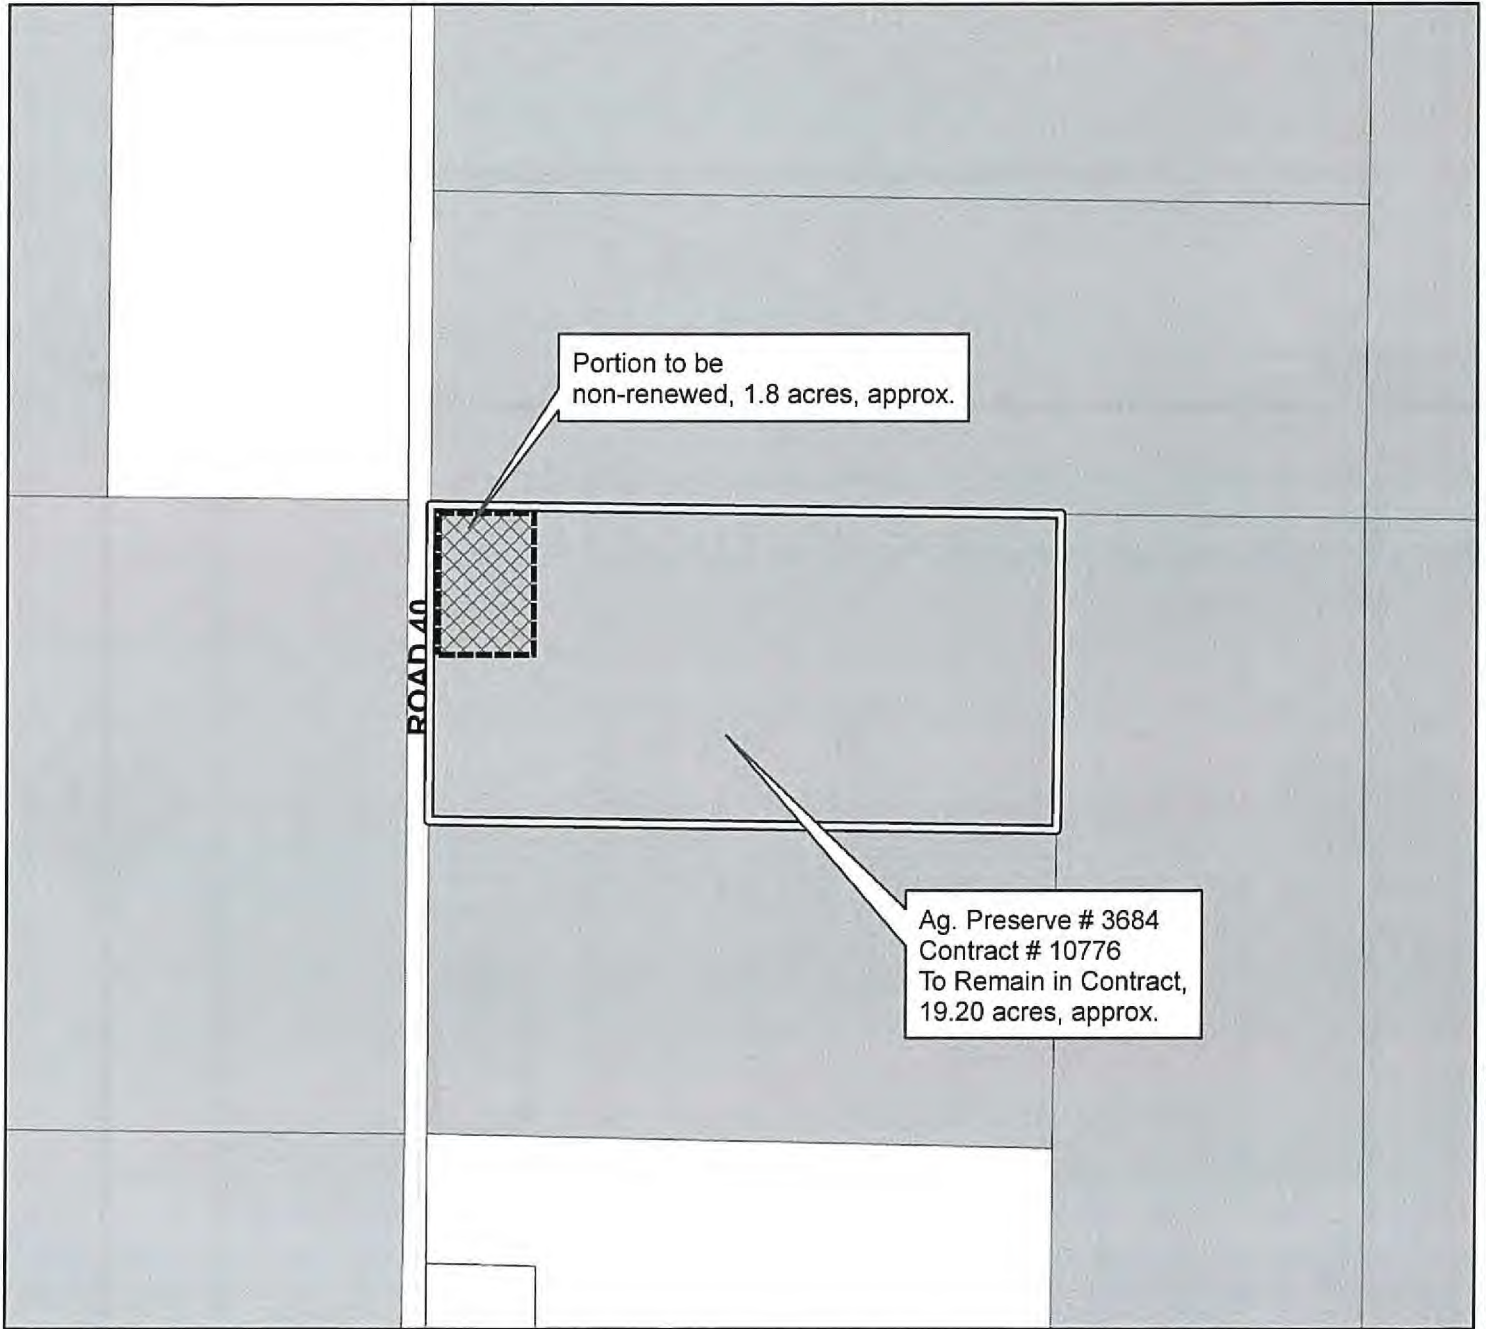 Portion to be
non-renewed, 1.8 acres, approx.
ROAD 40
Ag. Preserve # 3684
Contract # 10776
To Remain in Contract,
19.20 acres, approx.